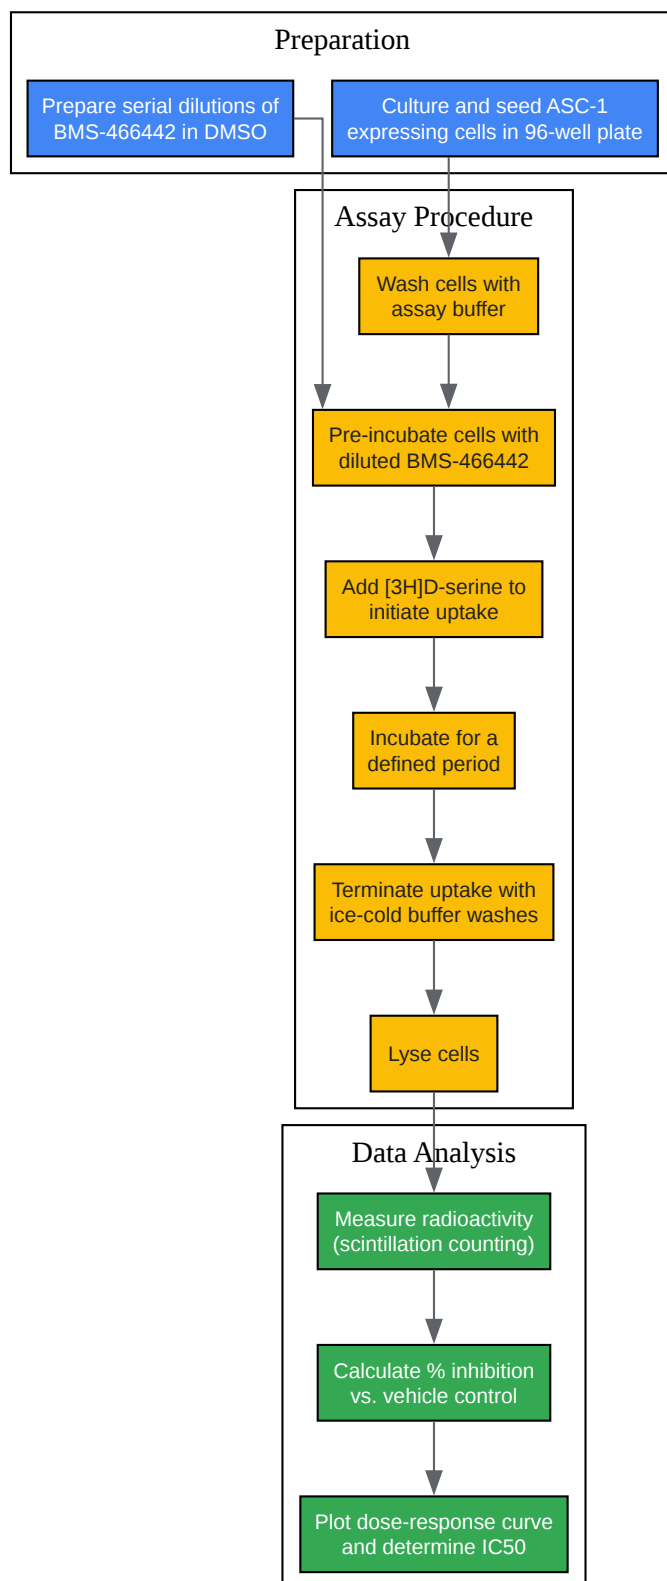 Preparation
Prepare serial dilutions of
BMS-466442 in DMSO
Culture and seed ASC-1
expressing cells in 96-well plate
Assay Procedure
Wash cells with
assay buffer
Pre-incubate cells with
diluted BMS-466442
Add [3H]D-serine to
initiate uptake
Incubate for a
defined period
Terminate uptake with
ice-cold buffer washes
Lyse cells
Data Analysis
Measure radioactivity
(scintillation counting)
Calculate % inhibition
vs. vehicle control
Plot dose-response curve
and determine IC50